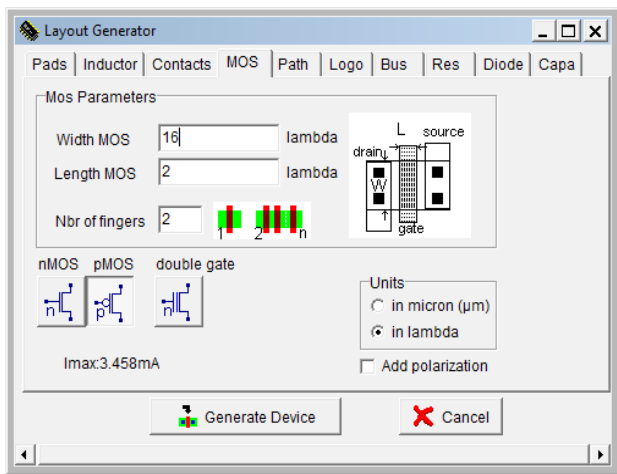 Layout Generator
Pads Inductor Contacts MOS Path Logo Bus Res Diode Capa
Mos Parameters
Width MOS 16 lambda
Length MOS 2 lambda
Nbr of fingers 2
1 2 n
L source
drain
W
gate
nMOS pMOS double gate
n p n
Units
in micron (µm)
in lambda
Imax:3.458mA
Add polarization
Generate Device Cancel